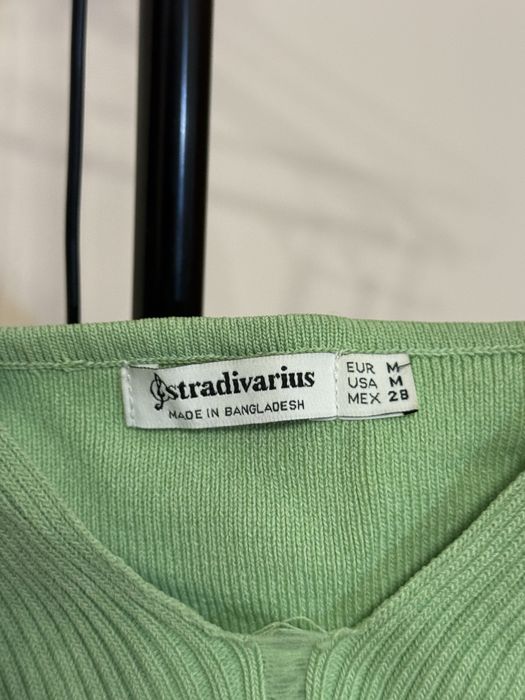 stradivarius
MADE IN BANGLADESH
EUR M
USA M
MEX 28